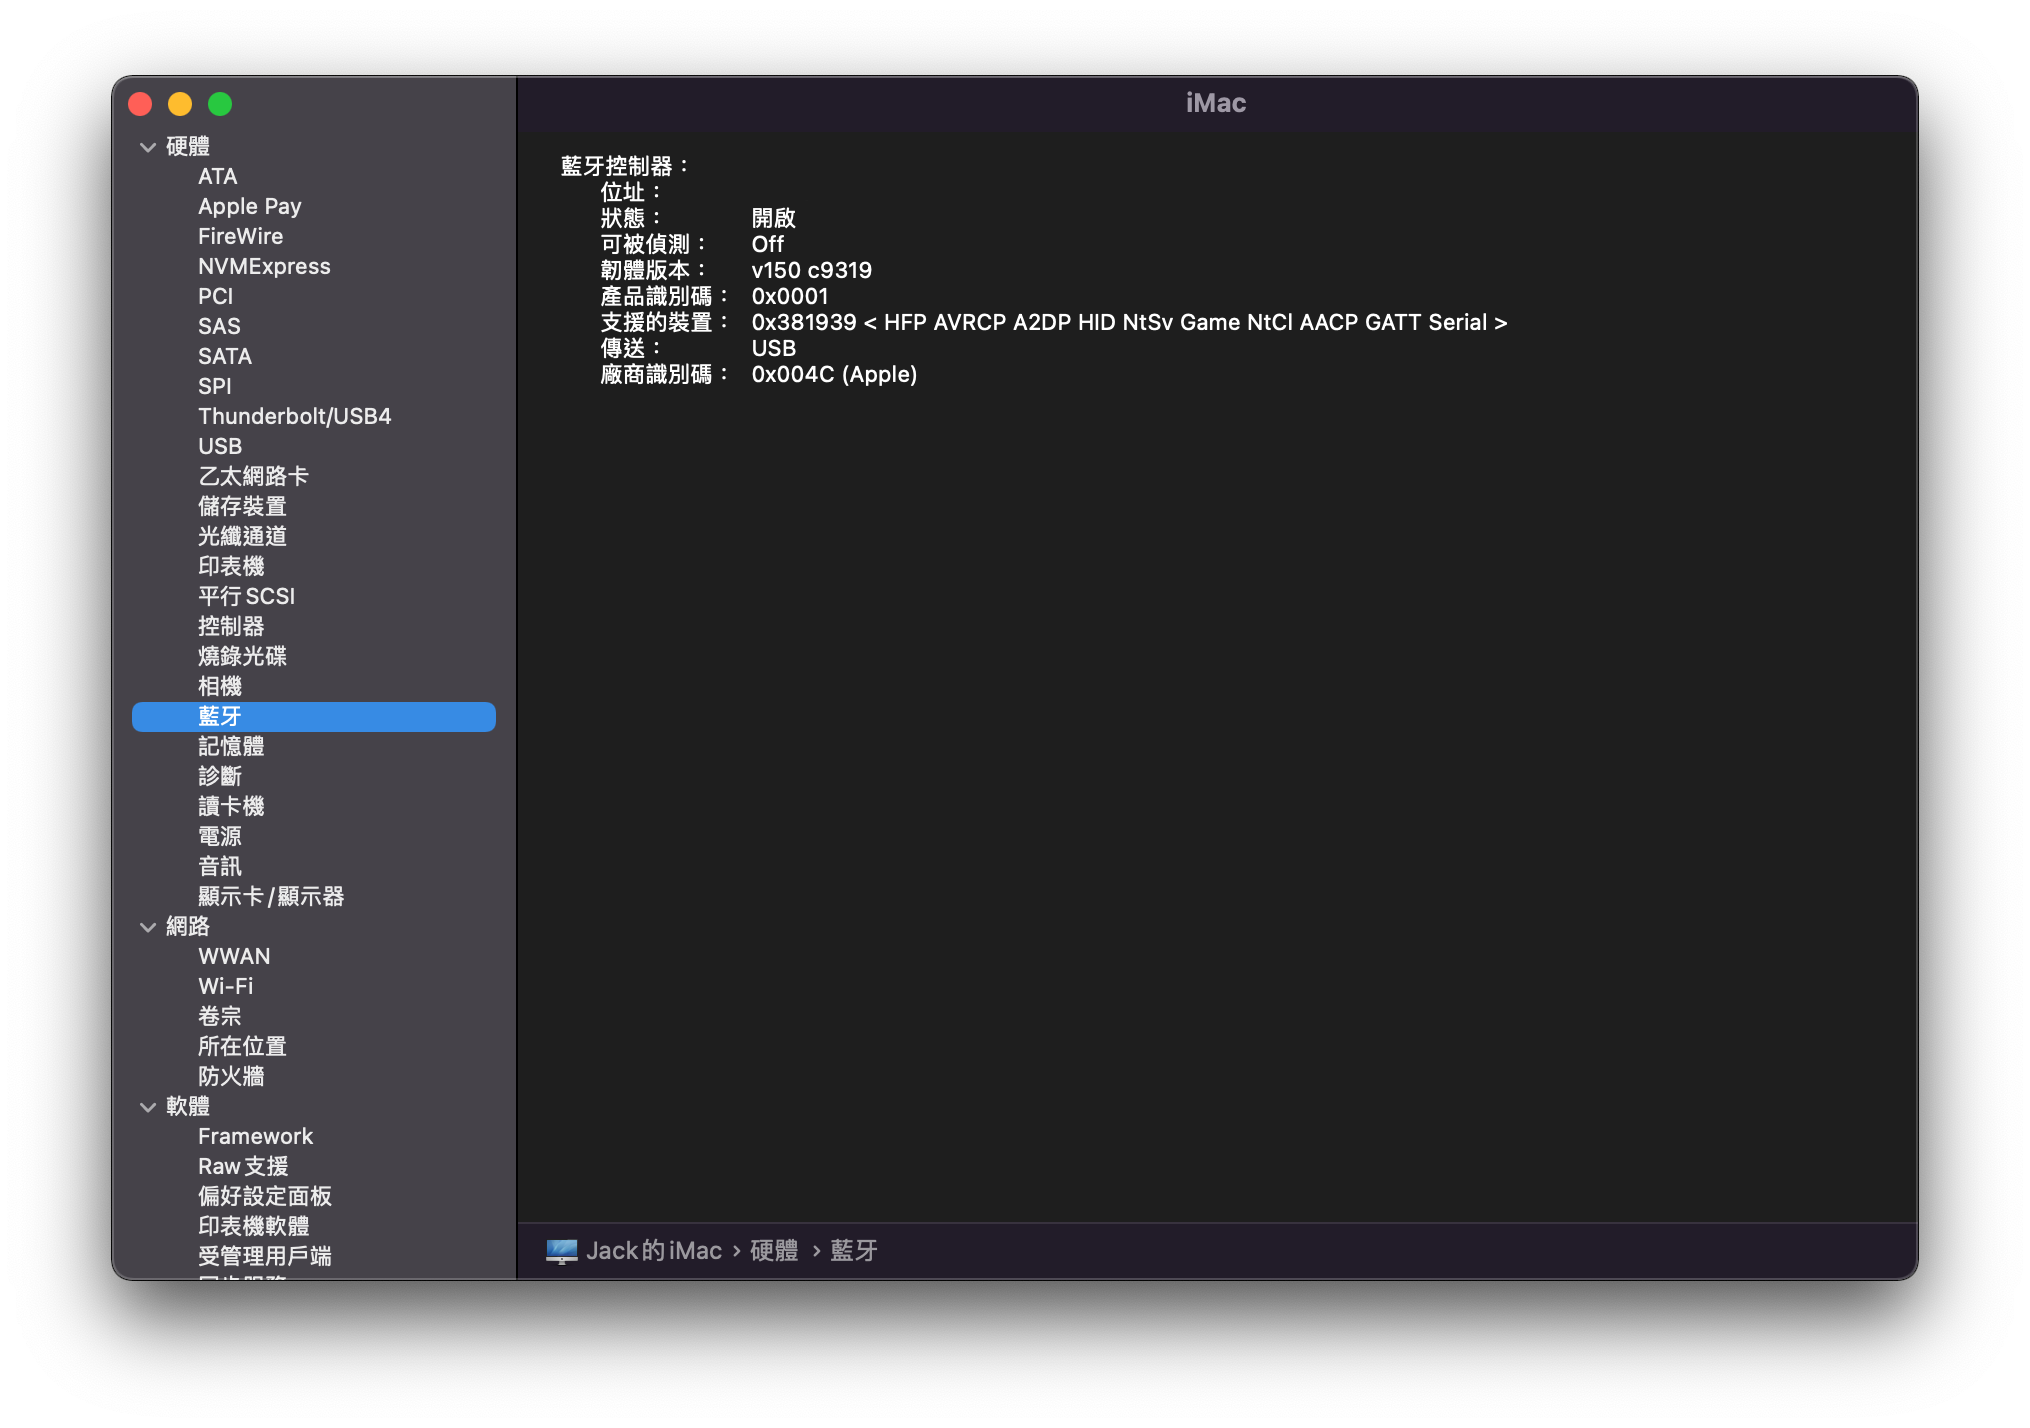 iMac
硬體
ATA
Apple Pay
FireWire
NVMExpress
PCI
SAS
SATA
SPI
Thunderbolt/USB4
USB
乙太網路卡
儲存裝置
光纖通道
印表機
平行 SCSI
控制器
燒錄光碟
相機
藍牙
記憶體
診斷
讀卡機
電源
音訊
顯示卡/顯示器
網路
WWAN
Wi-Fi
卷宗
所在位置
防火牆
軟體
Framework
Raw 支援
偏好設定面板
印表機軟體
受管理用戶端
藍牙控制器：
位址：
狀態： 開啟
可被偵測： Off
韌體版本： v150 c9319
產品識別碼： 0x0001
支援的裝置： 0x381939 < HFP AVRCP A2DP HID NtSv Game NtCl AACP GATT Serial >
傳送： USB
廠商識別碼： 0x004C (Apple)
Jack的iMac › 硬體 › 藍牙